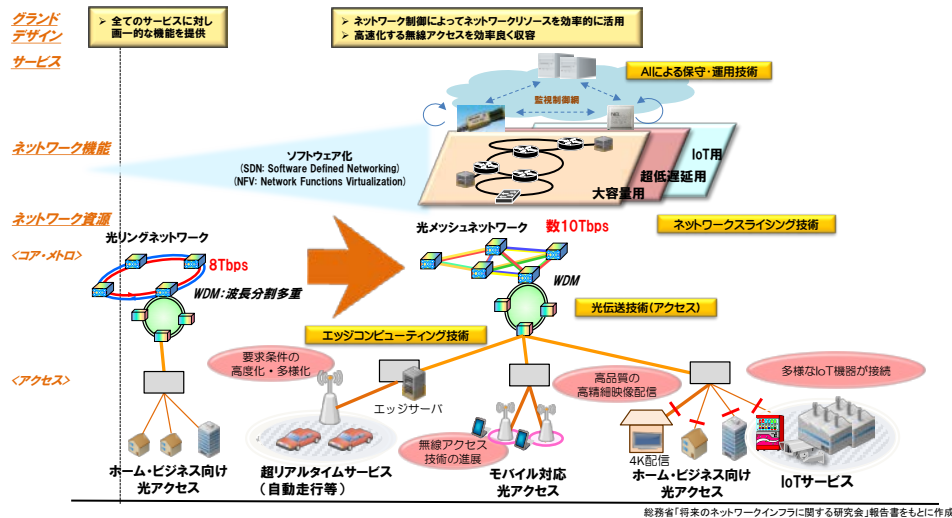 グランド
デザイン
➢ 全てのサービスに対し
画一的な機能を提供
➢ ネットワーク制御によってネットワークリソースを効率的に活用
➢ 高速化する無線アクセスを効率良く収容
サービス
AIによる保守・運用技術
監視制御網
ネットワーク機能
ソフトウェア化
(SDN: Software Defined Networking)
(NFV: Network Functions Virtualization)
IoT用
超低遅延用
大容量用
ネットワーク資源
ネットワークスライシング技術
光リングネットワーク
光メッシュネットワーク
数10Tbps
<コア・メトロ>
8Tbps
WDM:波長分割多重
WDM
光伝送技術(アクセス)
エッジコンピューティング技術
要求条件の
高度化・多様化
<アクセス>
高品質の
高精細映像配信
多様なIoT機器が接続
エッジサーバ
無線アクセス
技術の進展
4K配信
ホーム・ビジネス向け
光アクセス
超リアルタイムサービス
(自動走行等)
モバイル対応
光アクセス
ホーム・ビジネス向け
光アクセス
IoTサービス
総務省「将来のネットワークインフラに関する研究会」報告書をもとに作成